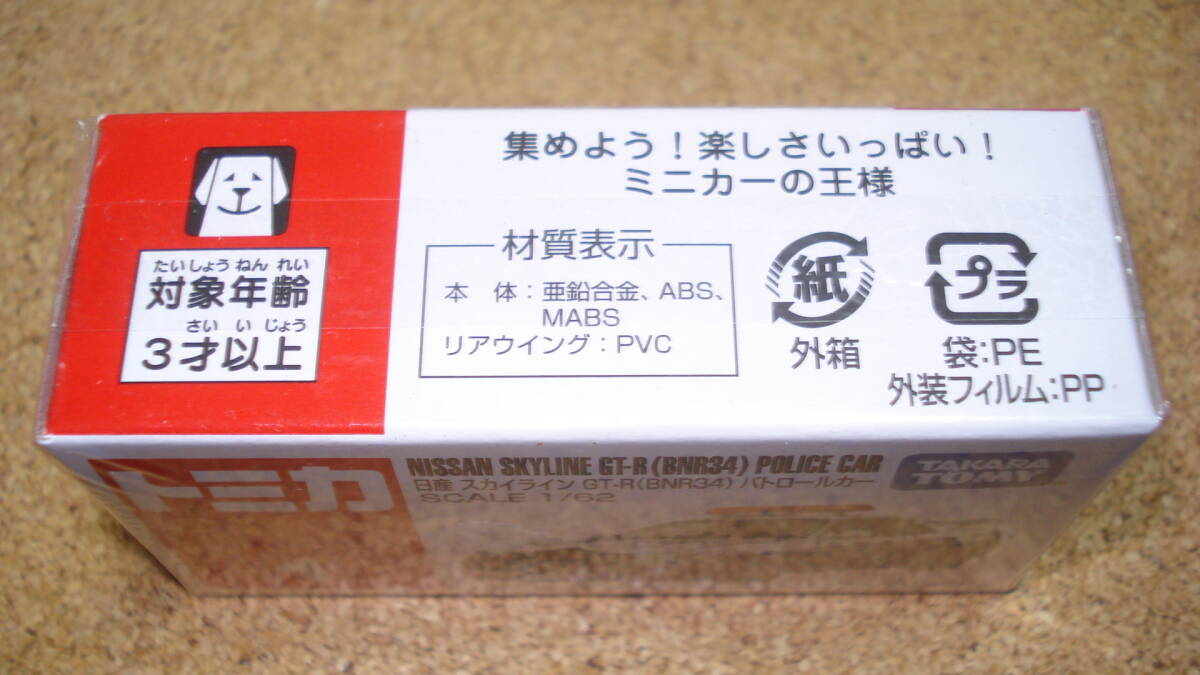 たいしょう ねん れい
対象年齢
さい い じょう
3才以上
集めよう!楽しさいっぱい!
ミニカーの王様
材質表示
本 体:亜鉛合金、ABS、
MABS
リアウイング:PVC
紙
外箱
プラ
袋:PE
外装フィルム:PP
トミカ
NISSAN SKYLINE GT-R (BNR34) POLICE CAR
日産 スカイライン GT-R(BNR34) パトロールカー
SCALE 1/62
TAKARA
TOMY